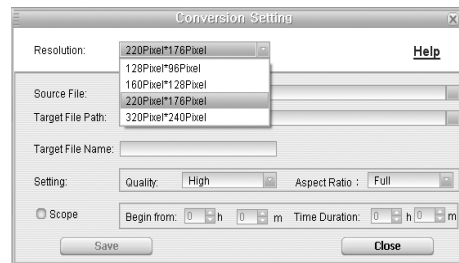 Conversion Setting
Resolution: 220Pixel*176Pixel Help
128Pixel*96Pixel
160Pixel*128Pixel
220Pixel*176Pixel
320Pixel*240Pixel
Source File:
Target File Path:
Target File Name:
Setting: Quality: High Aspect Ratio : Full
Scope Begin from: 0 h 0 m Time Duration: 0 h 0 m
Save Close